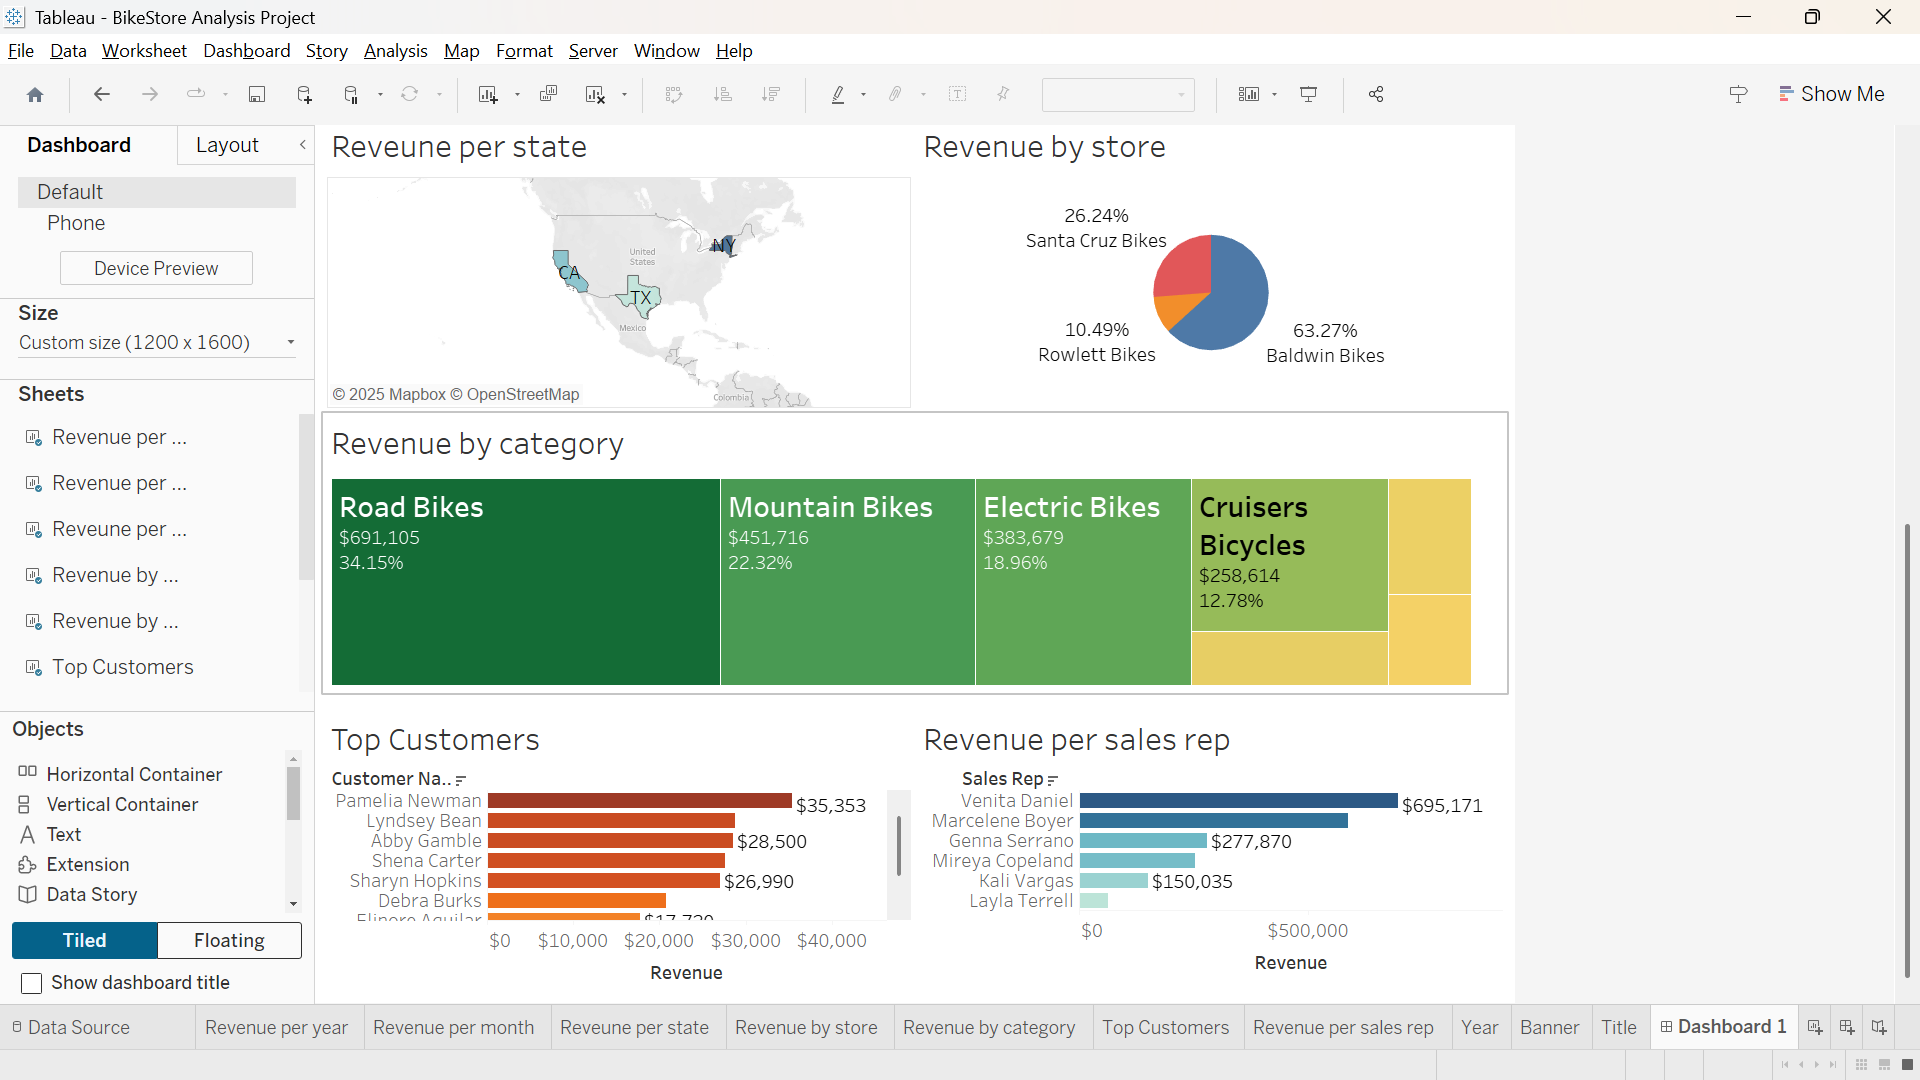 Tableau - BikeStore Analysis Project
File Data Worksheet Dashboard Story Analysis Map Format Server Window Help
Show Me
Dashboard
Layout
Default
Phone
Device Preview
Size
Custom size (1200 x 1600)
Sheets
Revenue per ...
Revenue per ...
Reveune per ...
Revenue by ...
Revenue by ...
Top Customers
Objects
Horizontal Container
Vertical Container
Text
Extension
Data Story
Tiled
Floating
Show dashboard title
Reveune per state
United
States
NY
CA
TX
Mexico
Colombia
© 2025 Mapbox © OpenStreetMap
Revenue by store
26.24%
Santa Cruz Bikes
10.49%
Rowlett Bikes
63.27%
Baldwin Bikes
Revenue by category
Road Bikes
$691,105
34.15%
Mountain Bikes
$451,716
22.32%
Electric Bikes
$383,679
18.96%
Cruisers
Bicycles
$258,614
12.78%
Top Customers
Customer Na..
Pamelia Newman $35,353
Lyndsey Bean
Abby Gamble $28,500
Shena Carter
Sharyn Hopkins $26,990
Debra Burks
Elinore Aguilar $17,720
$0 $10,000 $20,000 $30,000 $40,000
Revenue
Revenue per sales rep
Sales Rep
Venita Daniel $695,171
Marcelene Boyer
Genna Serrano $277,870
Mireya Copeland
Kali Vargas $150,035
Layla Terrell
$0 $500,000
Revenue
Data Source
Revenue per year
Revenue per month
Reveune per state
Revenue by store
Revenue by category
Top Customers
Revenue per sales rep
Year
Banner
Title
Dashboard 1